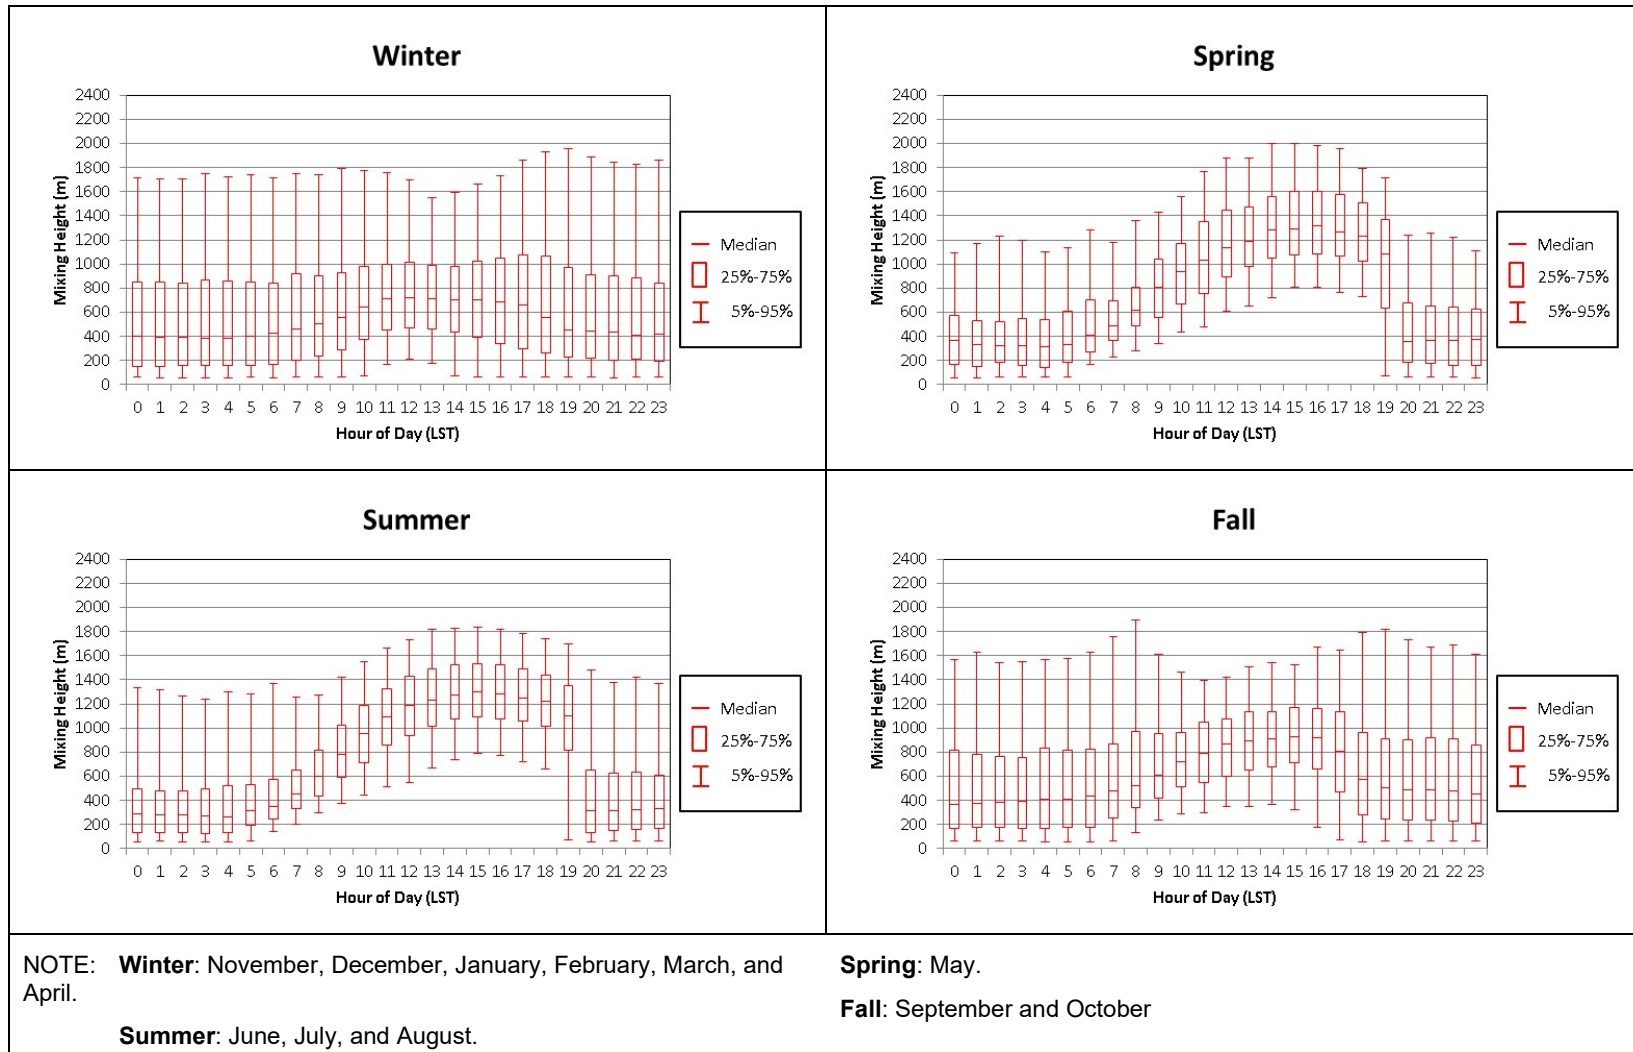 Winter
2400
2200
2000
1800
1600
1400
1200
1000
800
600
400
200
0
Mixing Height (m)
0 1 2 3 4 5 6 7 8 9 10 11 12 13 14 15 16 17 18 19 20 21 22 23
Hour of Day (LST)
Median
25%-75%
5%-95%
Spring
2400
2200
2000
1800
1600
1400
1200
1000
800
600
400
200
0
Mixing Height (m)
0 1 2 3 4 5 6 7 8 9 10 11 12 13 14 15 16 17 18 19 20 21 22 23
Hour of Day (LST)
Median
25%-75%
5%-95%
Summer
2400
2200
2000
1800
1600
1400
1200
1000
800
600
400
200
0
Mixing Height (m)
0 1 2 3 4 5 6 7 8 9 10 11 12 13 14 15 16 17 18 19 20 21 22 23
Hour of Day (LST)
Median
25%-75%
5%-95%
Fall
2400
2200
2000
1800
1600
1400
1200
1000
800
600
400
200
0
Mixing Height (m)
0 1 2 3 4 5 6 7 8 9 10 11 12 13 14 15 16 17 18 19 20 21 22 23
Hour of Day (LST)
Median
25%-75%
5%-95%
NOTE: Winter: November, December, January, February, March, and
April.
Summer: June, July, and August.
Spring: May.
Fall: September and October